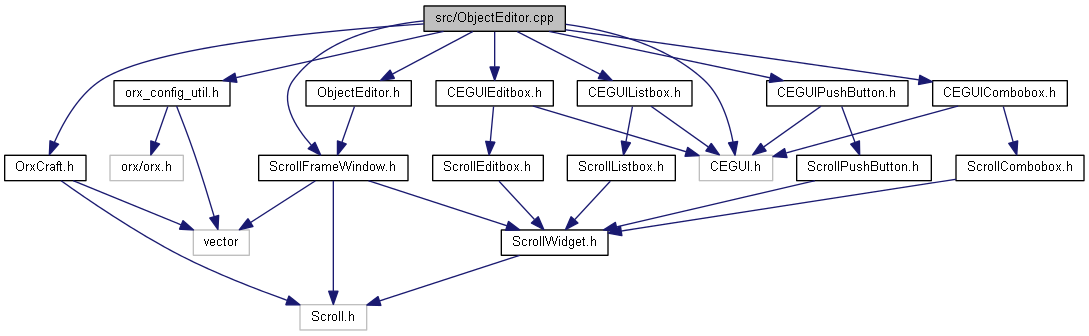 src/ObjectEditor.cpp
orx_config_util.h
ObjectEditor.h
CEGUIEditbox.h
CEGUIListbox.h
CEGUIPushButton.h
CEGUICombobox.h
OrxCraft.h
orx/orx.h
ScrollFrameWindow.h
ScrollEditbox.h
ScrollListbox.h
CEGUI.h
ScrollPushButton.h
ScrollCombobox.h
vector
ScrollWidget.h
Scroll.h